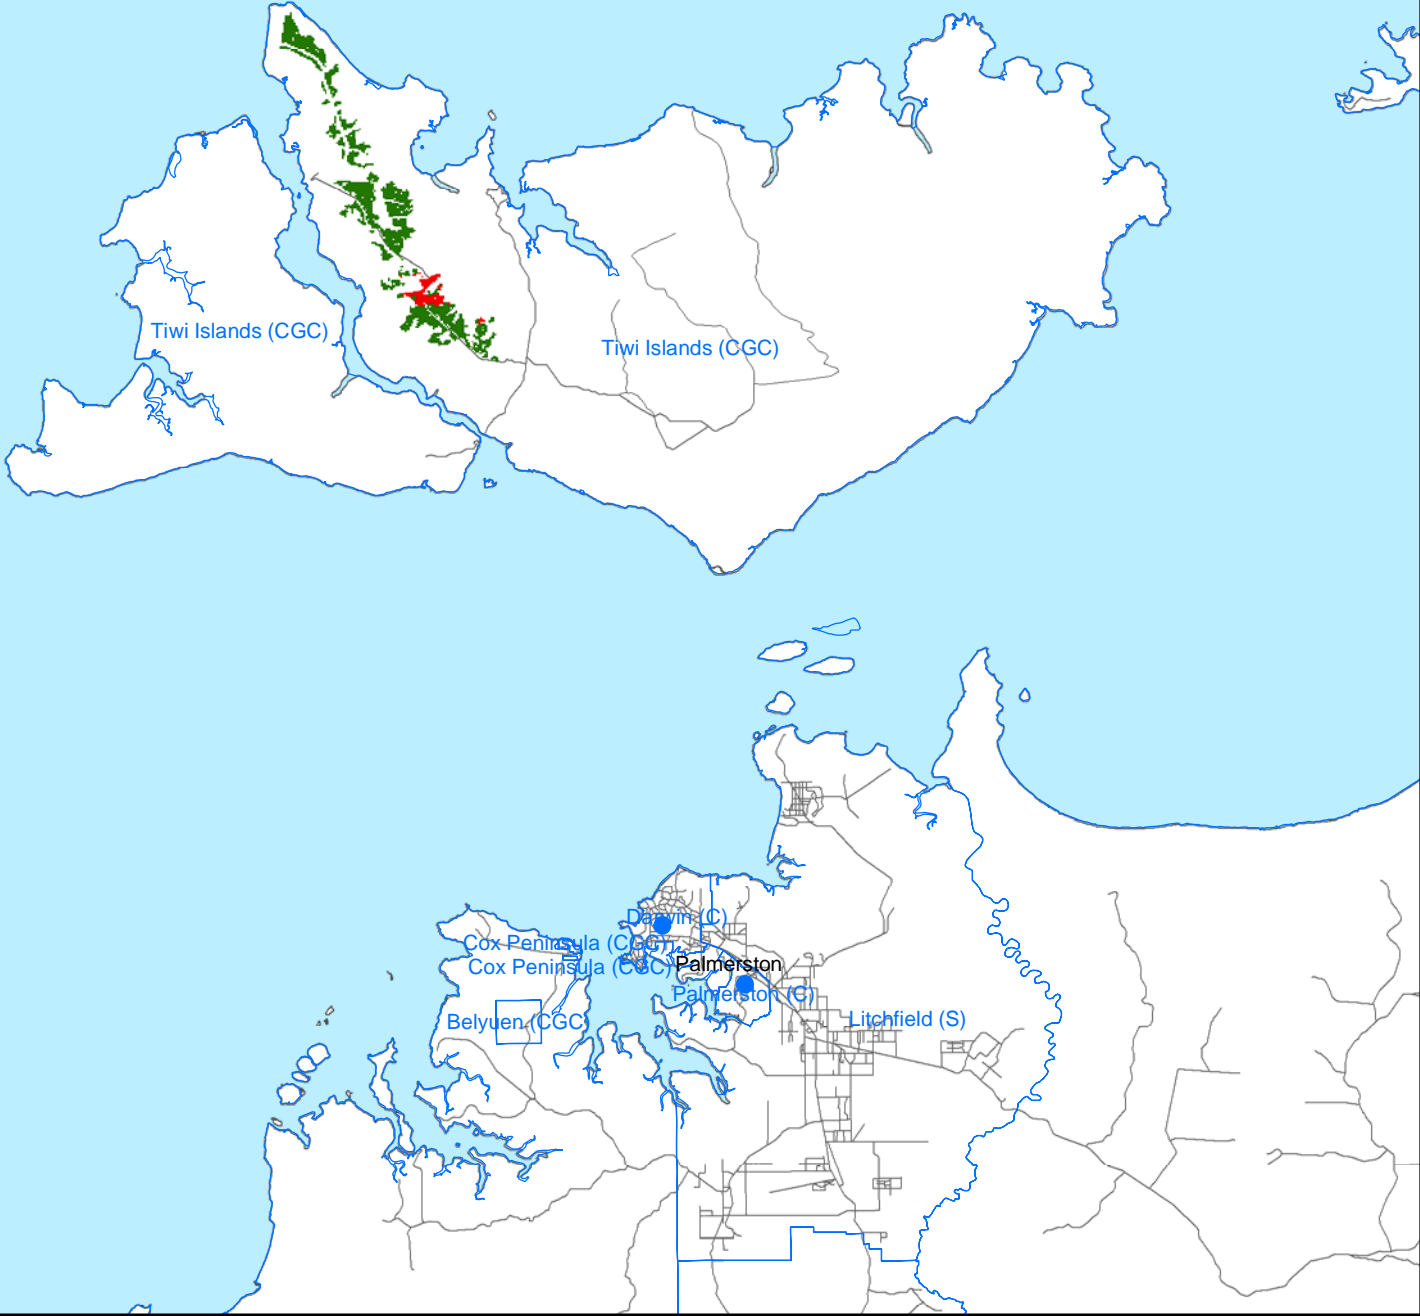 Tiwi Islands (CGC)
Tiwi Islands (CGC)
Darwin (C)
Cox Peninsula (CGC)
Cox Peninsula (CGC)
Palmerston
Palmerston (C)
Belyuen (CGC
Litchfield (S)